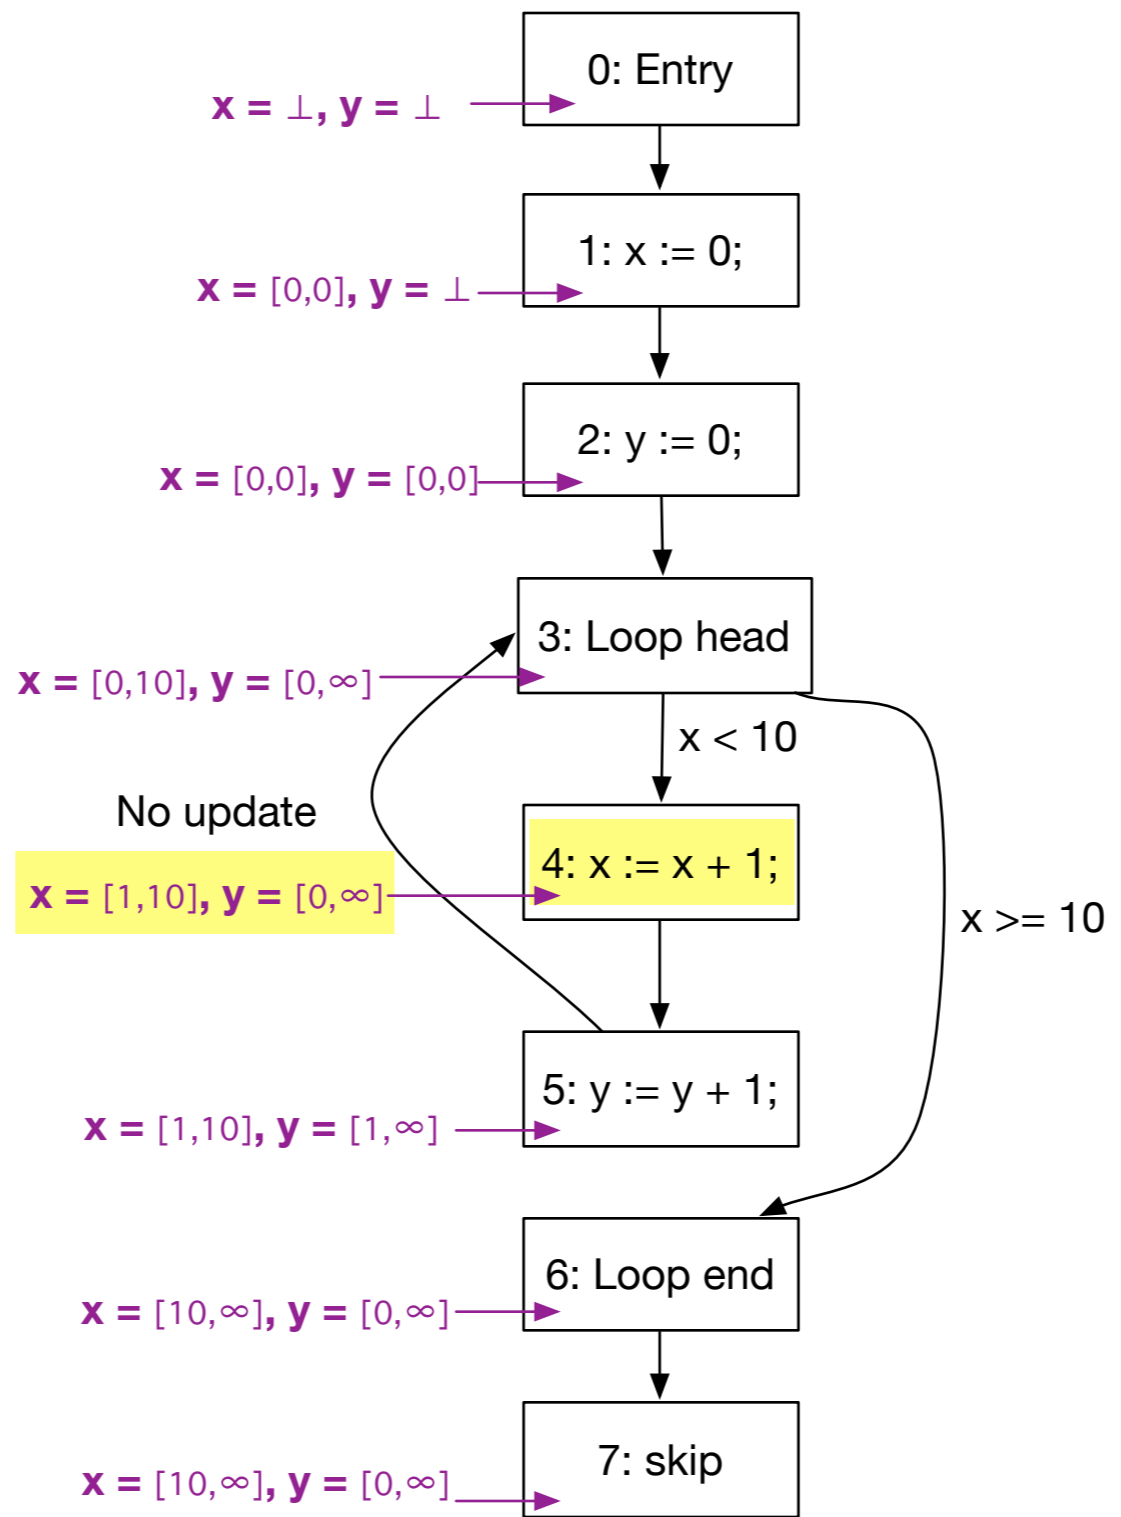 0: Entry
x = ⊥, y = ⊥
1: x := 0;
x = [0,0], y = ⊥
2: y := 0;
x = [0,0], y = [0,0]
3: Loop head
x = [0,10], y = [0,∞]
x < 10
No update
4: x := x + 1;
x = [1,10], y = [0,∞]
x >= 10
5: y := y + 1;
x = [1,10], y = [1,∞]
6: Loop end
x = [10,∞], y = [0,∞]
7: skip
x = [10,∞], y = [0,∞]